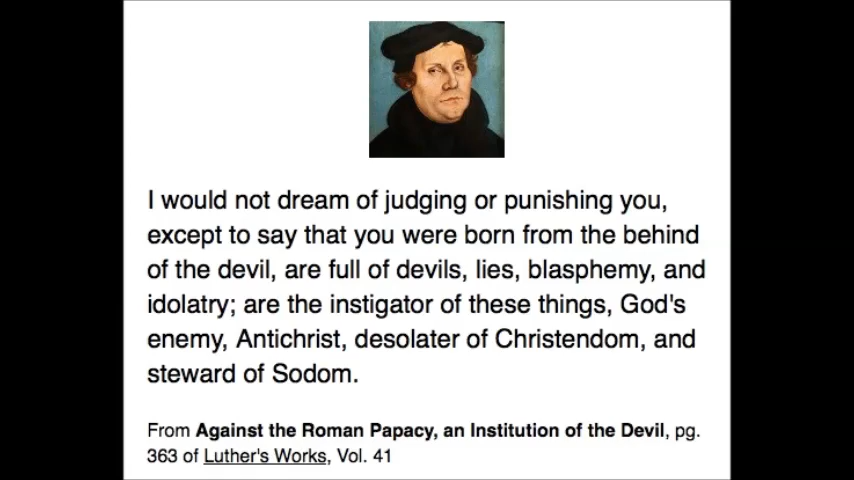 I would not dream of judging or punishing you,
except to say that you were born from the behind
of the devil, are full of devils, lies, blasphemy, and
idolatry; are the instigator of these things, God's
enemy, Antichrist, desolater of Christendom, and
steward of Sodom.
From Against the Roman Papacy, an Institution of the Devil, pg.
363 of Luther's Works, Vol. 41